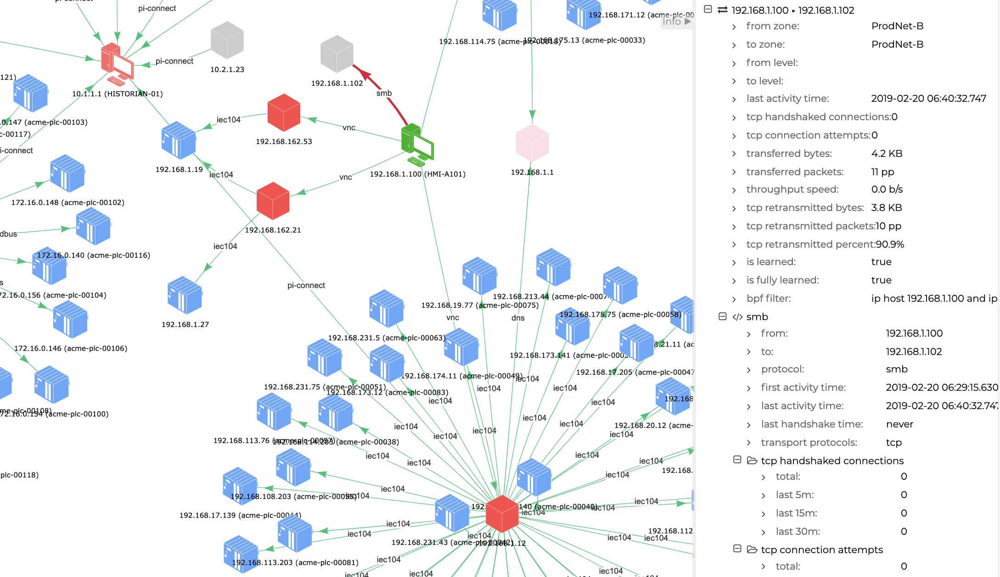 pi-connect
pi-connect
192.168.171.12 (acme-plc-00
Info ▶
192.168.114.75 (acme-plc-00018)
192.168.175.13 (acme-plc-00033)
pi-connect
10.2.1.23
121)
192.168.1.102
smb
10.1.1.1 (HISTORIAN-01)
iec104
.0.147 (acme-plc-00103)
vnc
c-00117)
192.168.162.53
i-connect
192.168.1.19
iec104
192.168.1.100 (HMI-A101)
192.168.1.1
vnc
172.16.0.148 (acme-plc-00102)
192.168.162.21
dbus
iec104
172.16.0.140 (acme-plc-00116)
s
pi-connect
72.16.0.156 (acme-plc-00104)
192.168.213.44 (acme-plc-0007
192.168.19.77 (acme-plc-00075)
192.168.175.75 (acme-plc-00058)
vnc
dns
192.168.1.27
192.168.231.5 (acme-plc-00063)
8.21.11 (ac
172.16.0.146 (acme-plc-00106)
192.168.173.141 (acme-plc-000
192.168.17.205 (acme-plc-00047
192.168.174.11 (acme-plc-00049)
iec104
192.168.231.75 (acme-plc-00051)
iec104
iec104
192.168.173.12 (acme-plc-00083)
192.168
iec104
iec104
me-plc-00108)
72.16.0.154 (acme-plc-00100)
iec104
iec104
iec104
192.168.20.12 (acme-
iec104
iec104
iec104
iec104
192.168.113.76 (acme-plc-00057)
192.168.114.203 (acme-plc-00038)
iec104
iec104
iec104
iec104
plc-00118)
iec104
192.168.
iec104
iec104
192.168.108.203 (acme-plc-00055)
iec104
iec104
192.
140 (acme-plc-00040)
iec104
iec104
192.168.17.139 (acme-plc-00044)
iec104
iec104
192.168.112.
iec104
iec104
iec104
192.168.231.43 (acme-plc-00042)
192.168.1.12
iec104
192.168.113.203 (acme-plc-00081)
iec104
iec104
iec104
iec104
iec104
192.168.1.100 ▸ 192.168.1.102
from zone: ProdNet-B
to zone: ProdNet-B
from level:
to level:
last activity time: 2019-02-20 06:40:32.747
tcp handshaked connections:0
tcp connection attempts:0
transferred bytes: 4.2 KB
transferred packets: 11 pp
throughput speed: 0.0 b/s
tcp retransmitted bytes: 3.8 KB
tcp retransmitted packets:10 pp
tcp retransmitted percent:90.9%
is learned: true
is fully learned: true
bpf filter: ip host 192.168.1.100 and ip
</> smb
from: 192.168.1.100
to: 192.168.1.102
protocol: smb
first activity time: 2019-02-20 06:29:15.630
last activity time: 2019-02-20 06:40:32.747
last handshake time: never
transport protocols: tcp
tcp handshaked connections
total: 0
last 5m: 0
last 15m: 0
last 30m: 0
tcp connection attempts
total: 0